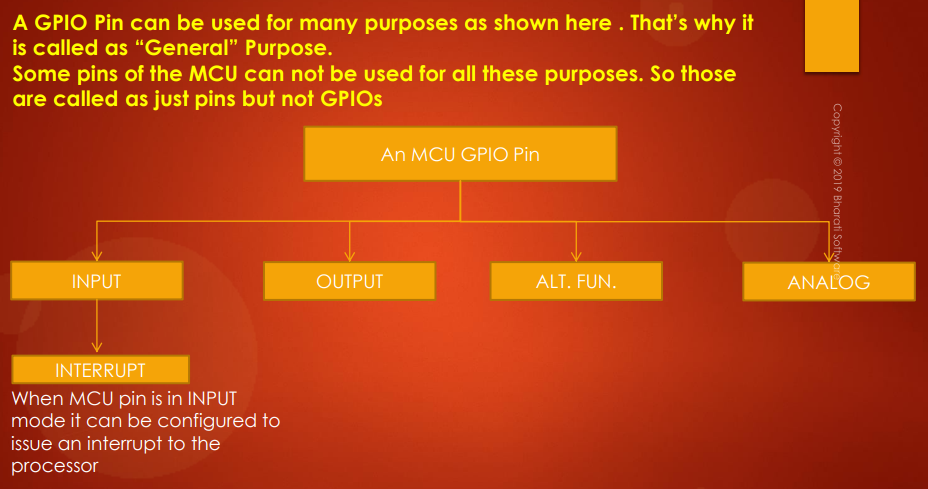 A GPIO Pin can be used for many purposes as shown here . That’s why it
is called as “General” Purpose.
Some pins of the MCU can not be used for all these purposes. So those
are called as just pins but not GPIOs
An MCU GPIO Pin
INPUT
OUTPUT
ALT. FUN.
ANALOG
INTERRUPT
When MCU pin is in INPUT
mode it can be configured to
issue an interrupt to the
processor
Copyright © 2019 Bharati Software